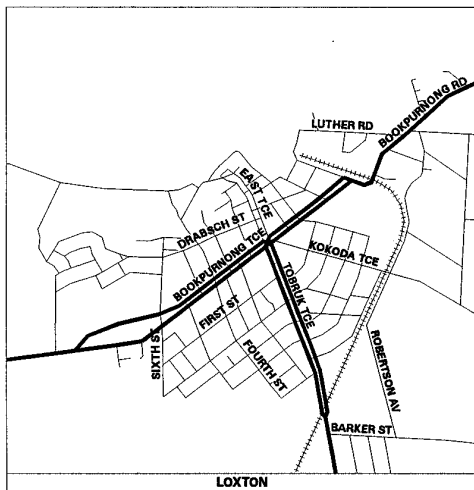 BOOKPURNONG RD
LUTHER RD
EAST TCE
DRABSCH ST
BOOKPURNONG TCE
KOKODA TCE
TOBRUK TCE
FIRST ST
SIXTH ST
FOURTH ST
ROBERTSON AV
BARKER ST
LOXTON